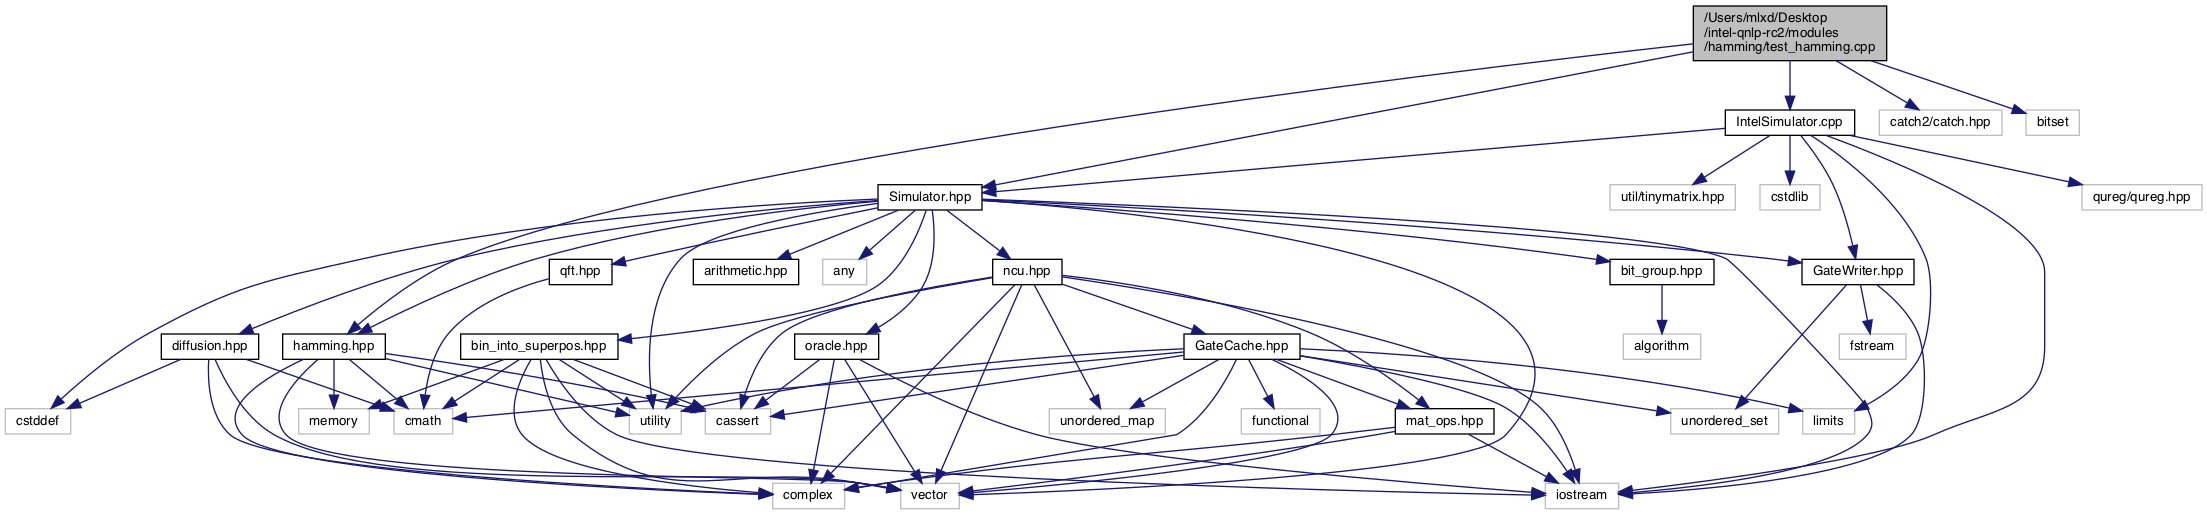 /Users/mlxd/Desktop
/intel-qnlp-rc2/modules
/hamming/test_hamming.cpp
IntelSimulator.cpp
catch2/catch.hpp
bitset
Simulator.hpp
util/tinymatrix.hpp
cstdlib
qureg/qureg.hpp
qft.hpp
arithmetic.hpp
any
ncu.hpp
bit_group.hpp
GateWriter.hpp
diffusion.hpp
hamming.hpp
bin_into_superpos.hpp
oracle.hpp
GateCache.hpp
algorithm
fstream
cstddef
memory
cmath
utility
cassert
unordered_map
functional
mat_ops.hpp
unordered_set
limits
complex
vector
iostream